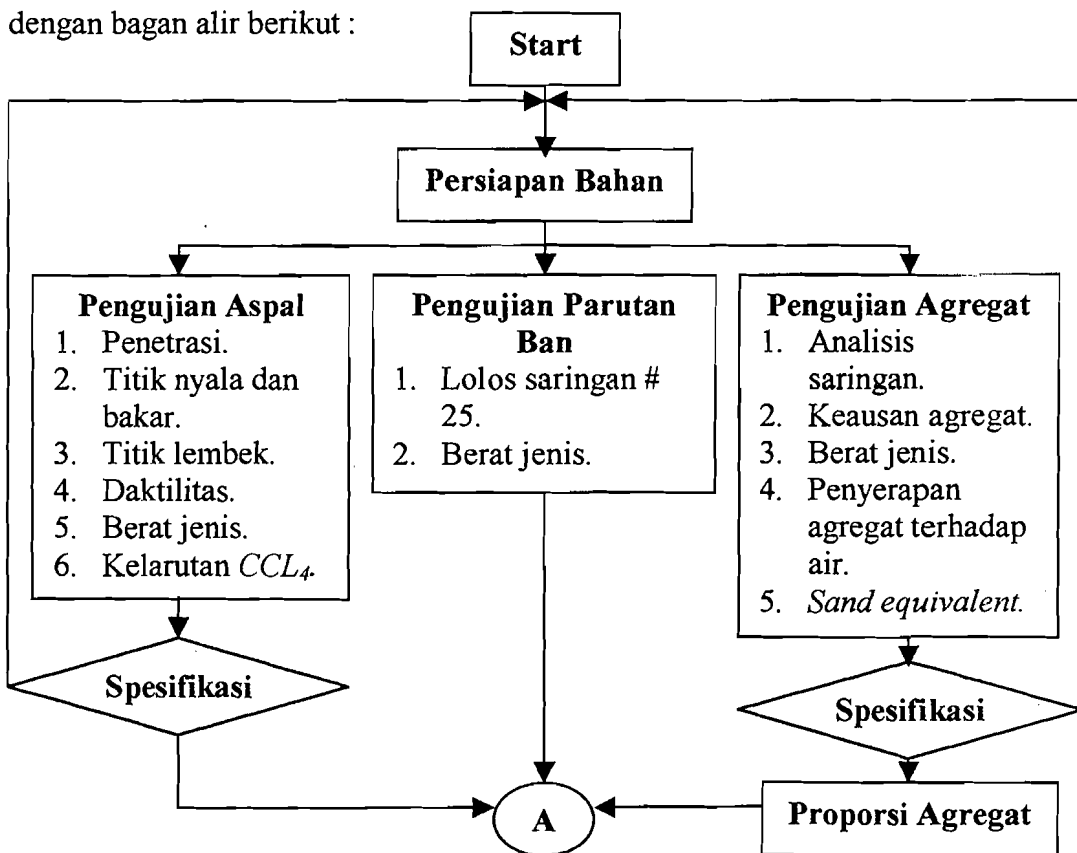 dengan bagan alir berikut :
Start
Persiapan Bahan
Pengujian Aspal
1. Penetrasi.
2. Titik nyala dan
bakar.
3. Titik lembek.
4. Daktilitas.
5. Berat jenis.
6. Kelarutan CCL4.
Pengujian Parutan
Ban
1. Lolos saringan #
25.
2. Berat jenis.
Pengujian Agregat
1. Analisis
saringan.
2. Keausan agregat.
3. Berat jenis.
4. Penyerapan
agregat terhadap
air.
5. Sand equivalent.
Spesifikasi
Spesifikasi
A
Proporsi Agregat